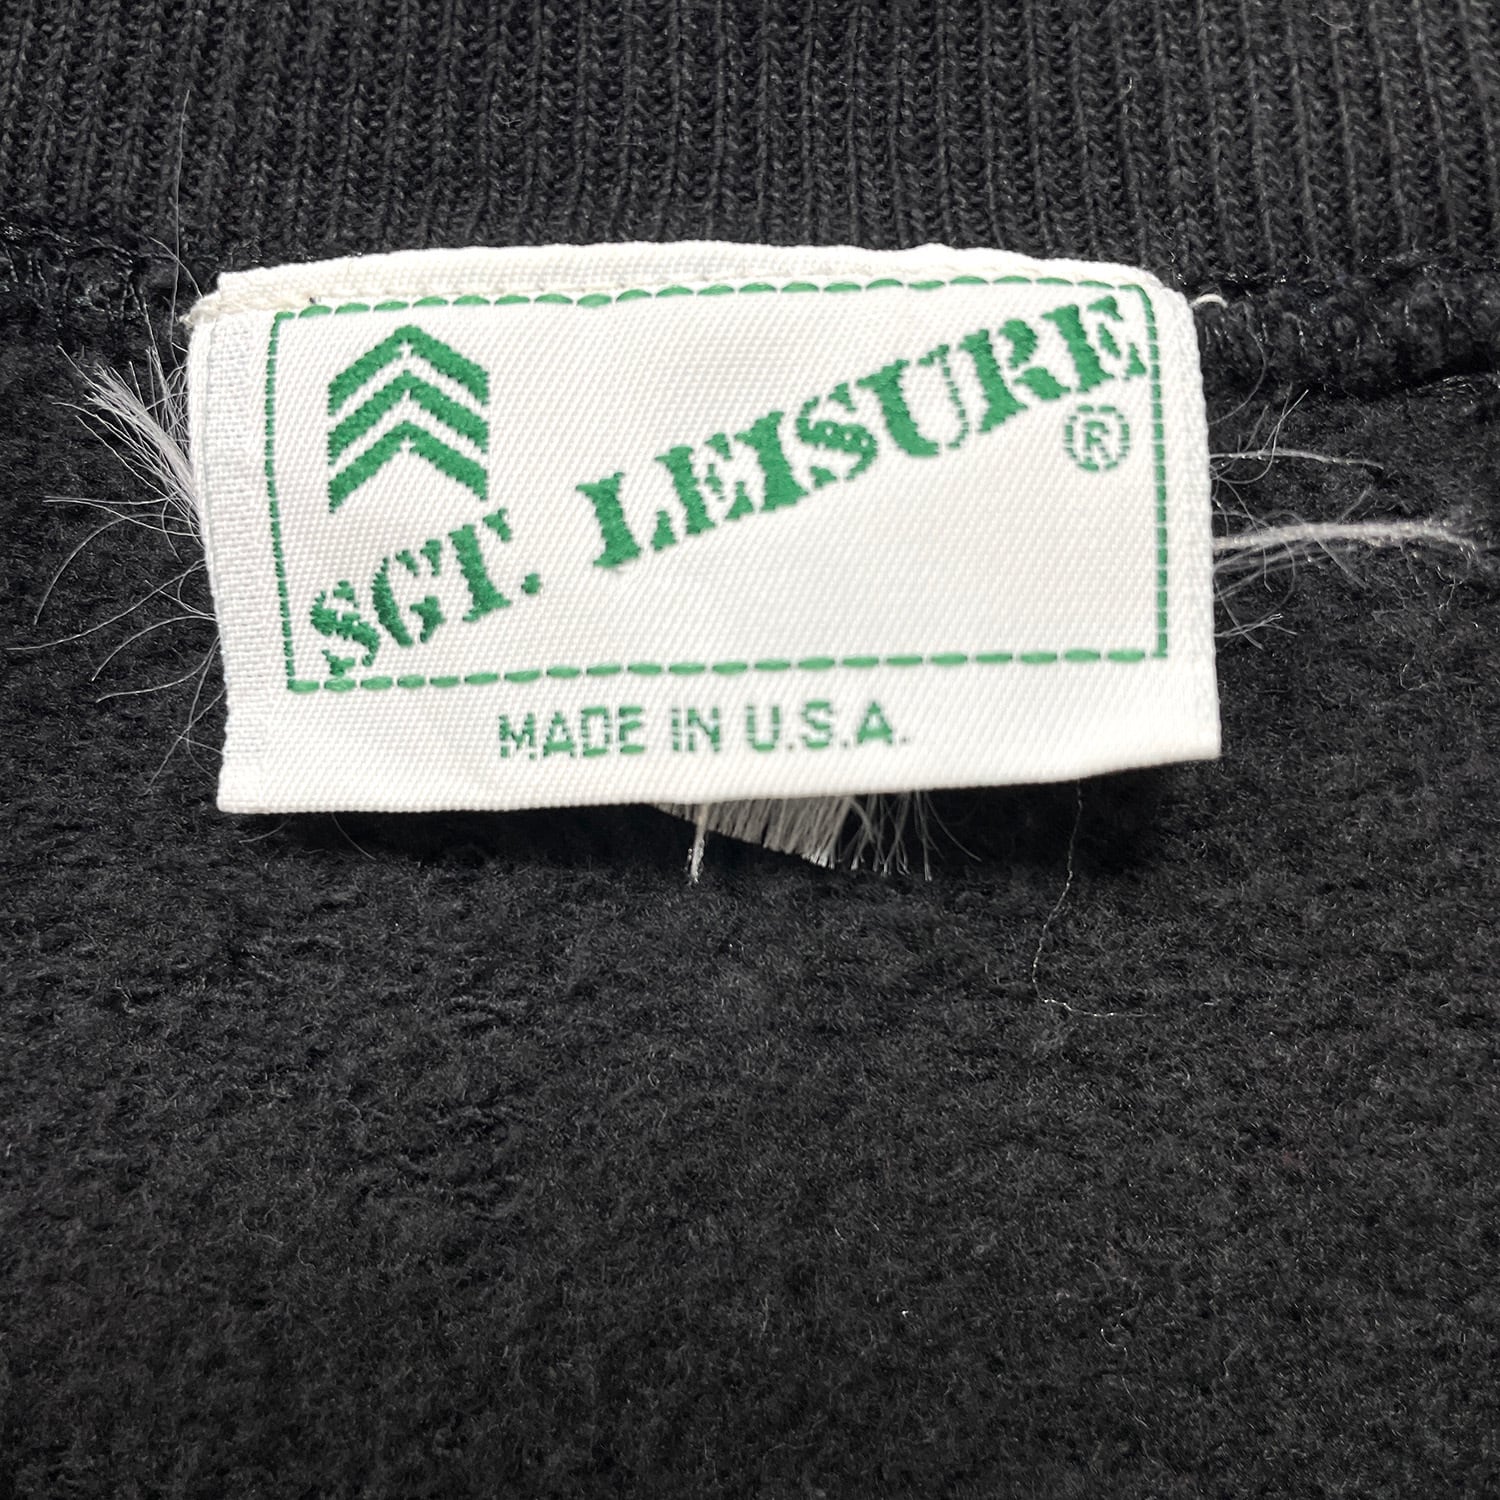 SGT. LEISURE
®
MADE IN U.S.A.